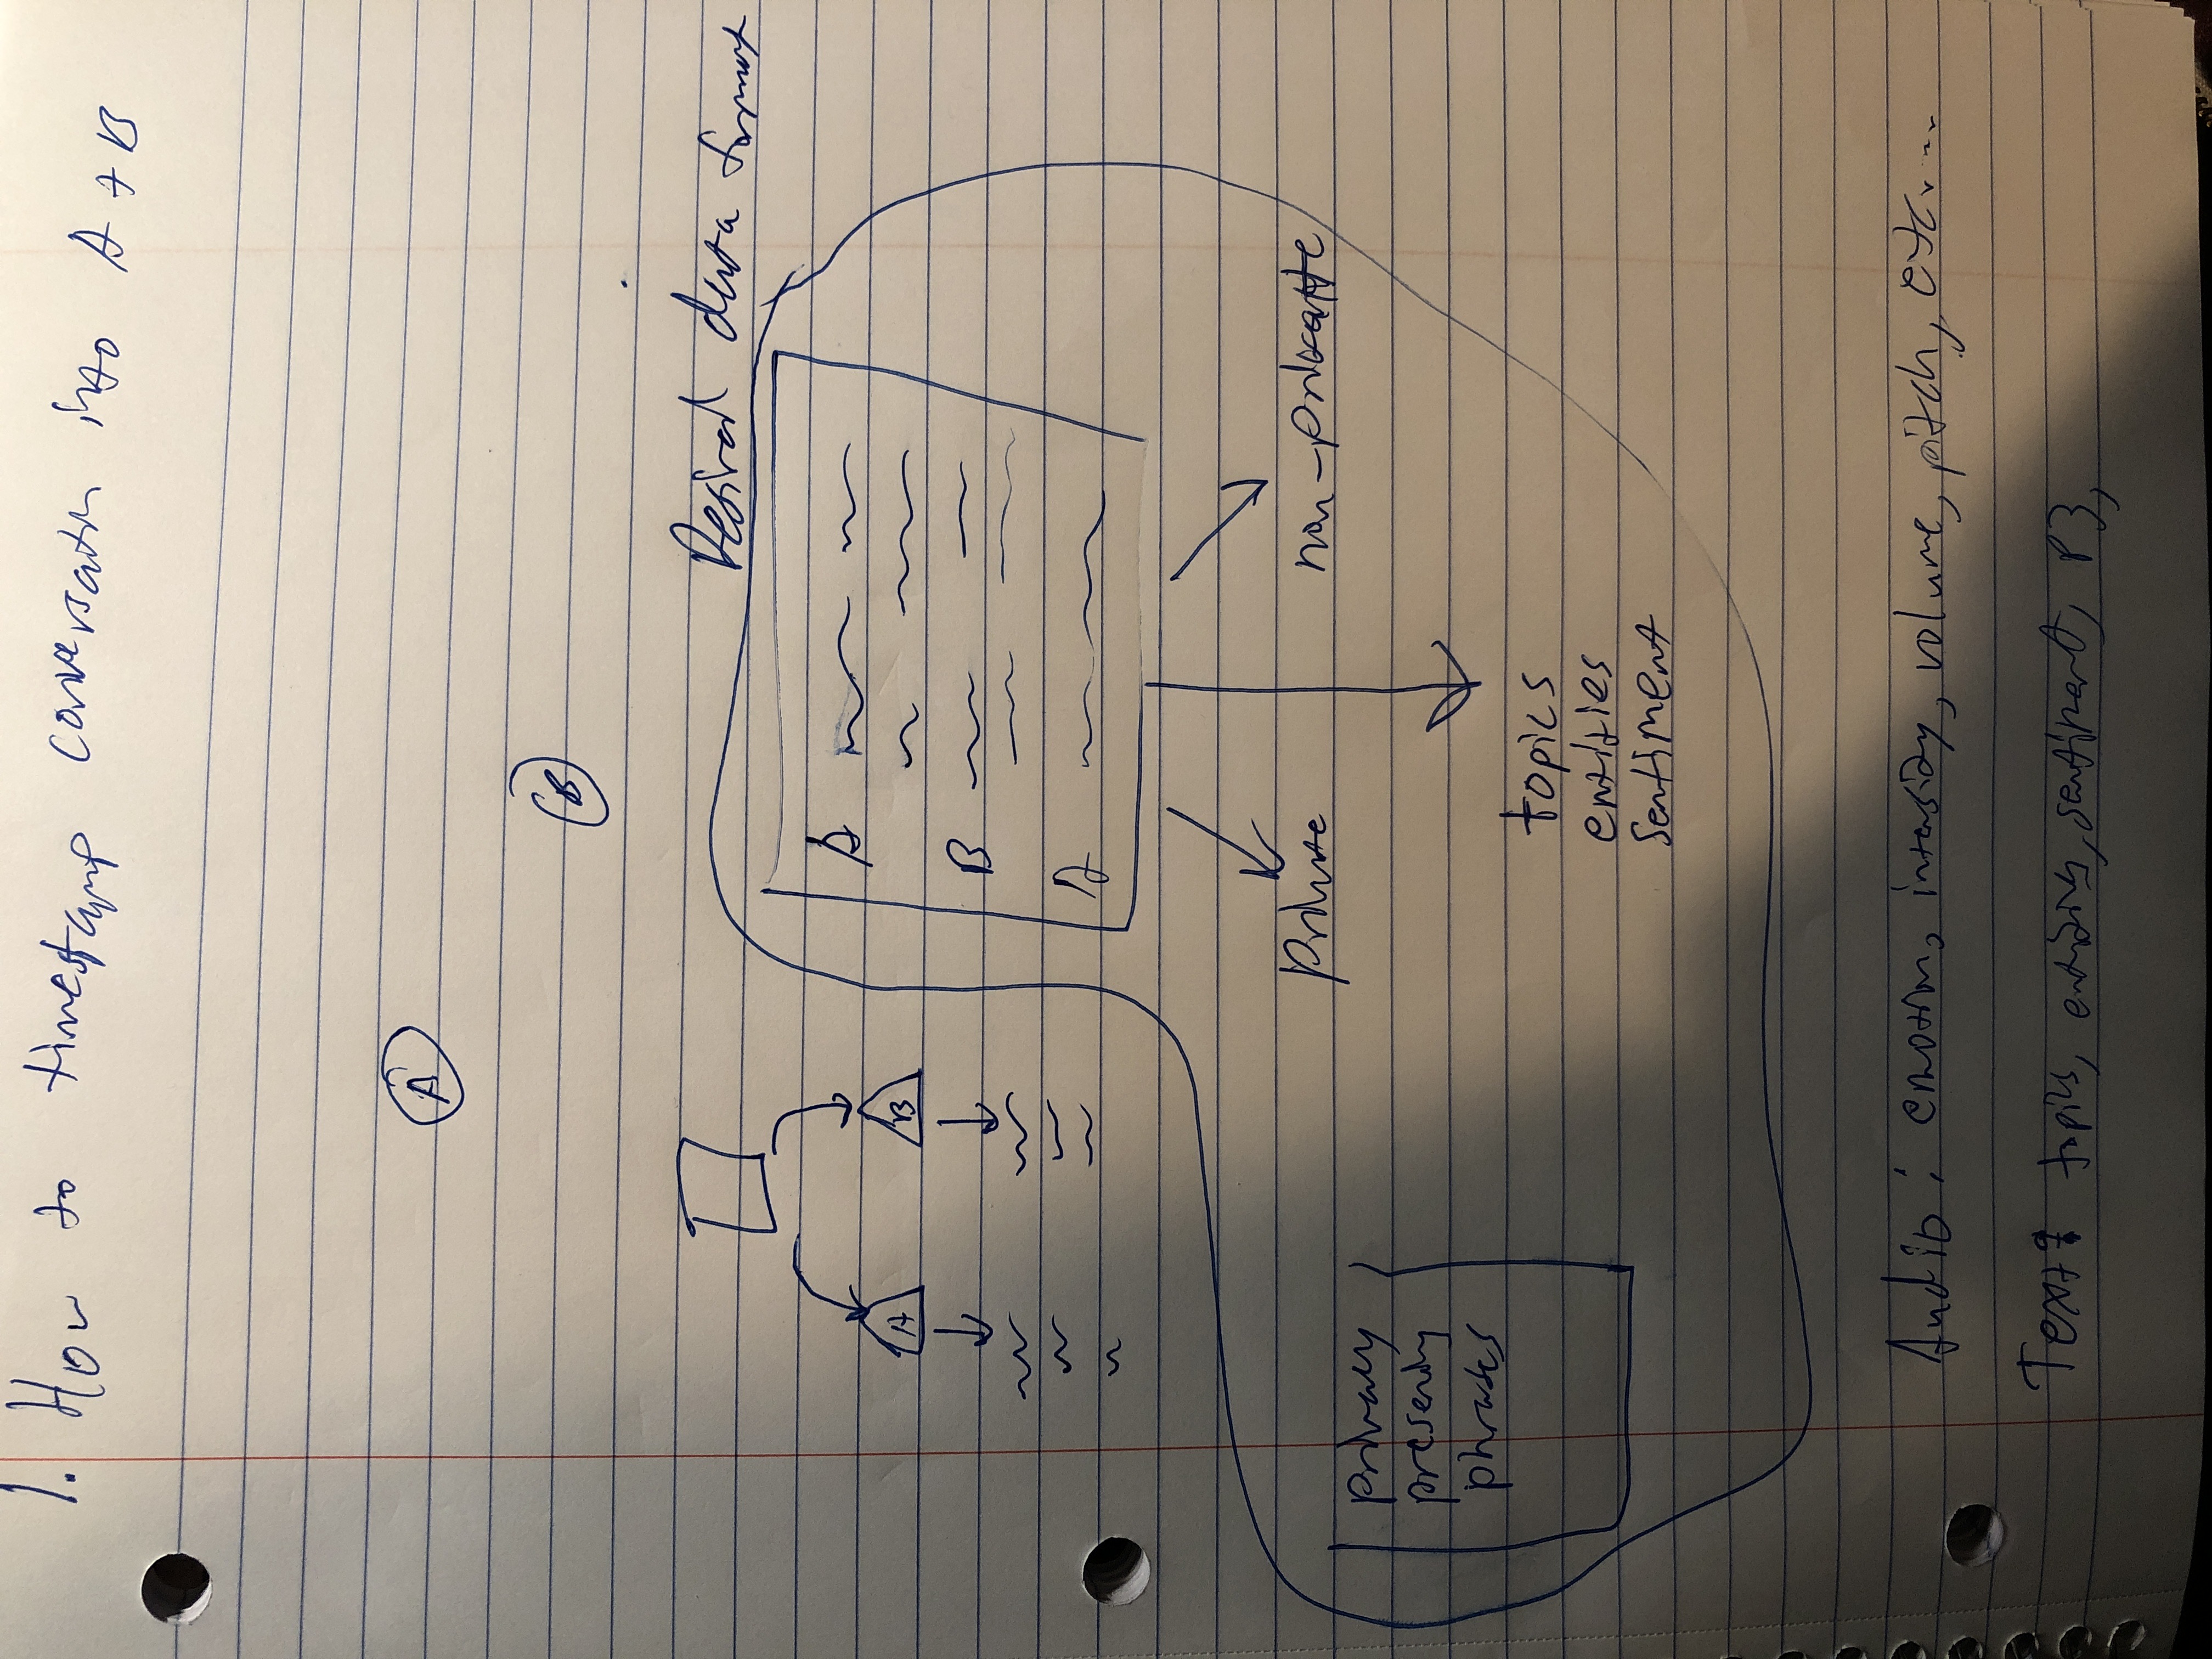 1. How to timestamp conversation into A + B
A
B
Desired data format
A
B
A B
A
private non-private
privacy
preserving
phrases
topics
entities
sentiment
Audio: emotion, intensity, volume, pitch, etc....
Text: topics, entities, sentiment, P3,